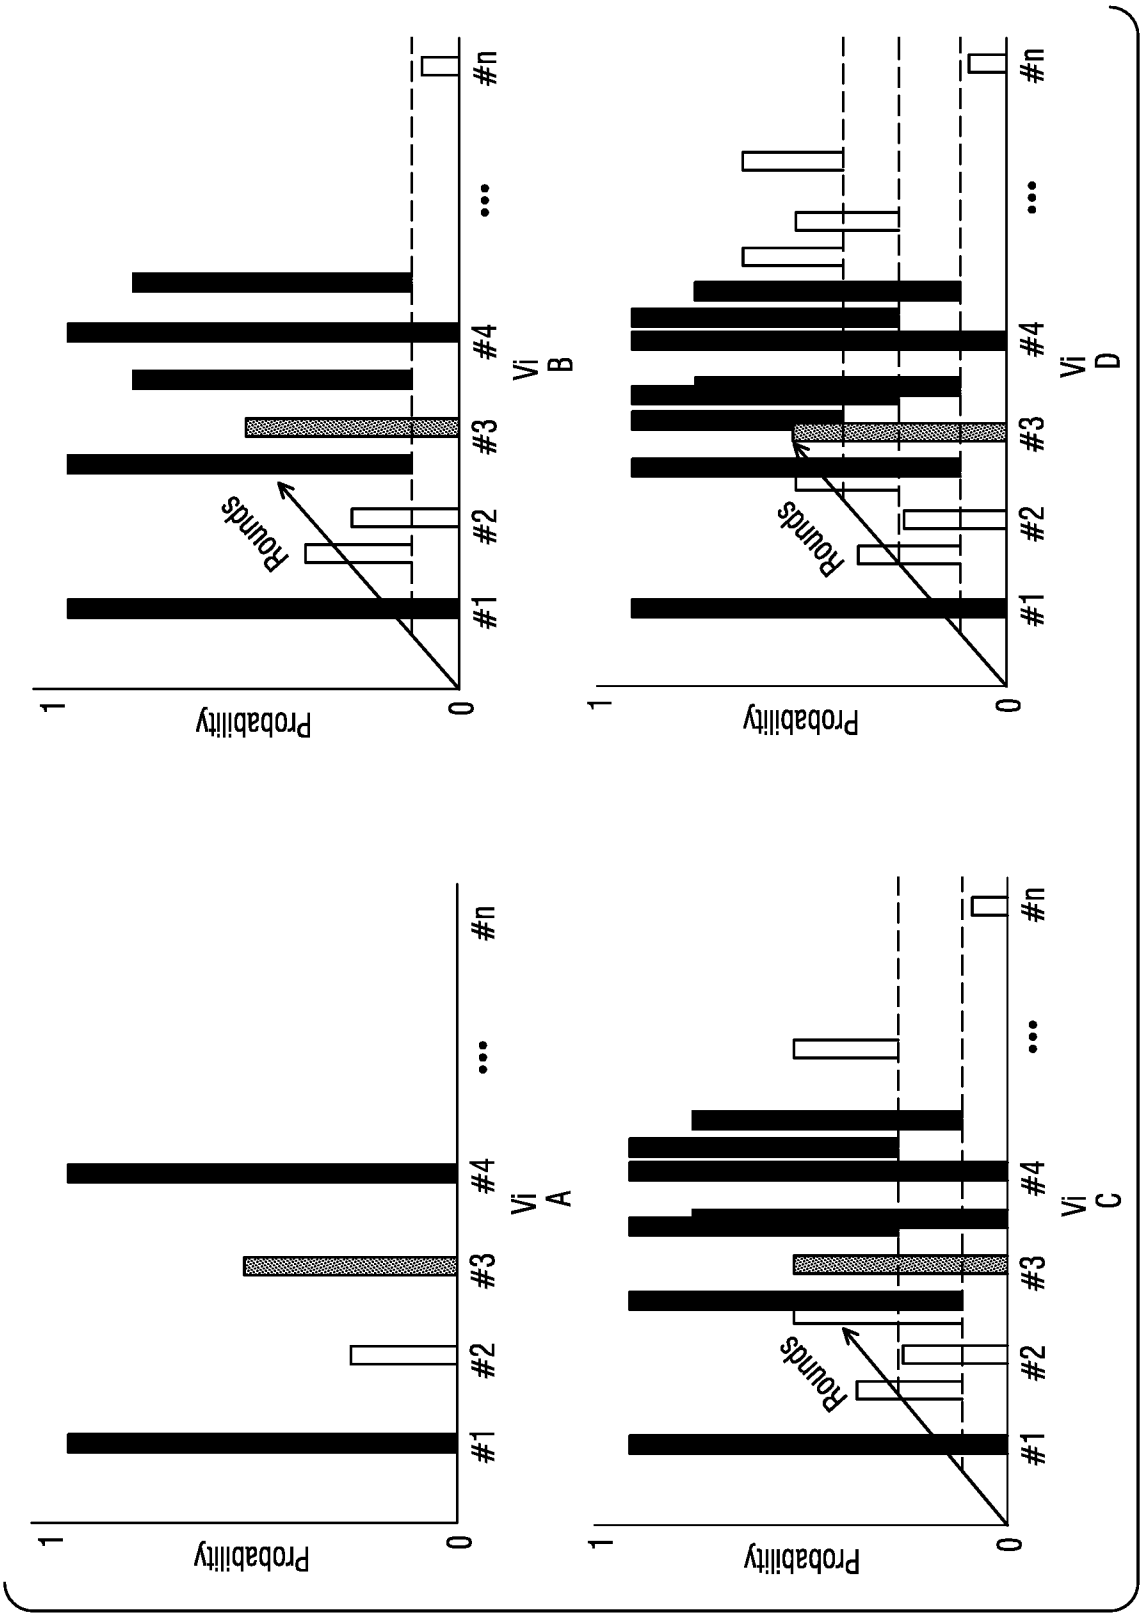 1
Probability
0
#1
#2
#3
#4
...
#n
Vi
A
1
Probability
0
Rounds
#1
#2
#3
#4
...
#n
Vi
B
1
Probability
0
Rounds
#1
#2
#3
#4
...
#n
Vi
C
1
Probability
0
Rounds
#1
#2
#3
#4
...
#n
Vi
D